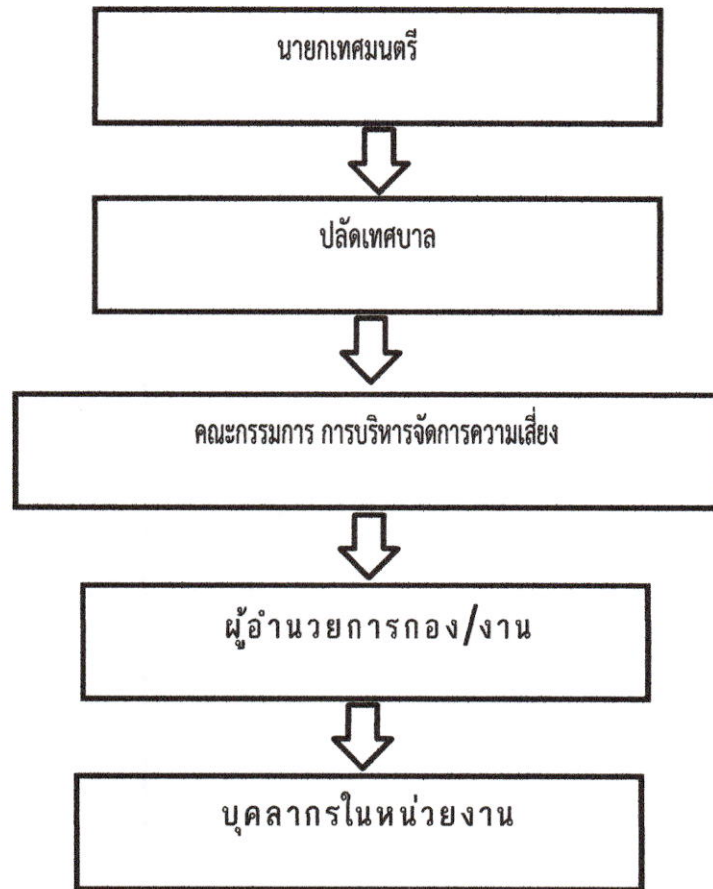 นายกเทศมนตรี
ปลัดเทศบาล
คณะกรรมการ การบริหารจัดการความเสี่ยง
ผู้อำนวยการกอง/งาน
บุคลากรในหน่วยงาน